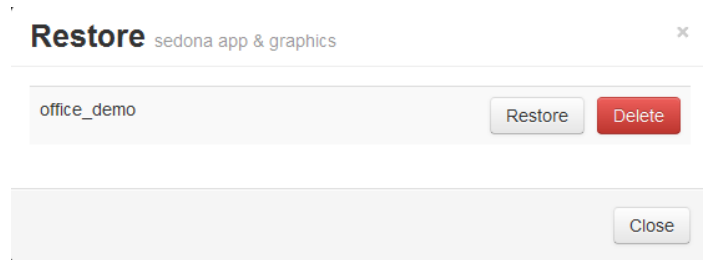 Restore sedona app & graphics ×
office_demo Restore Delete
Close